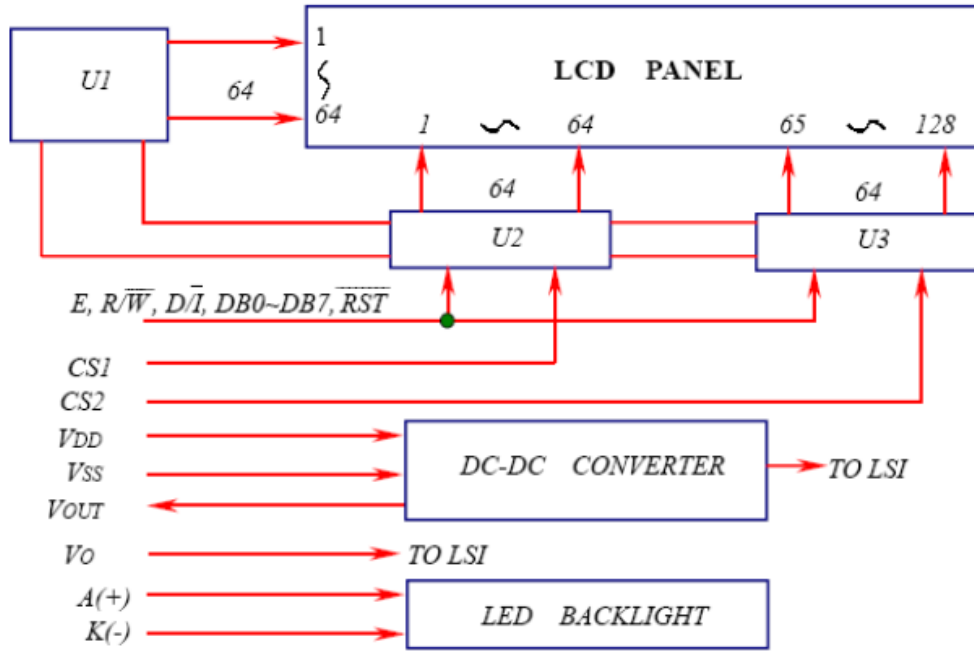 U1
64
1
64
LCD PANEL
1 64 65 128
64 64
U2 U3
E, R/W̅, D/I̅, DB0~DB7, R̅S̅T̅
CS1
CS2
VDD
VSS
VOUT
DC-DC CONVERTER
TO LSI
VO
TO LSI
A(+)
K(-)
LED BACKLIGHT